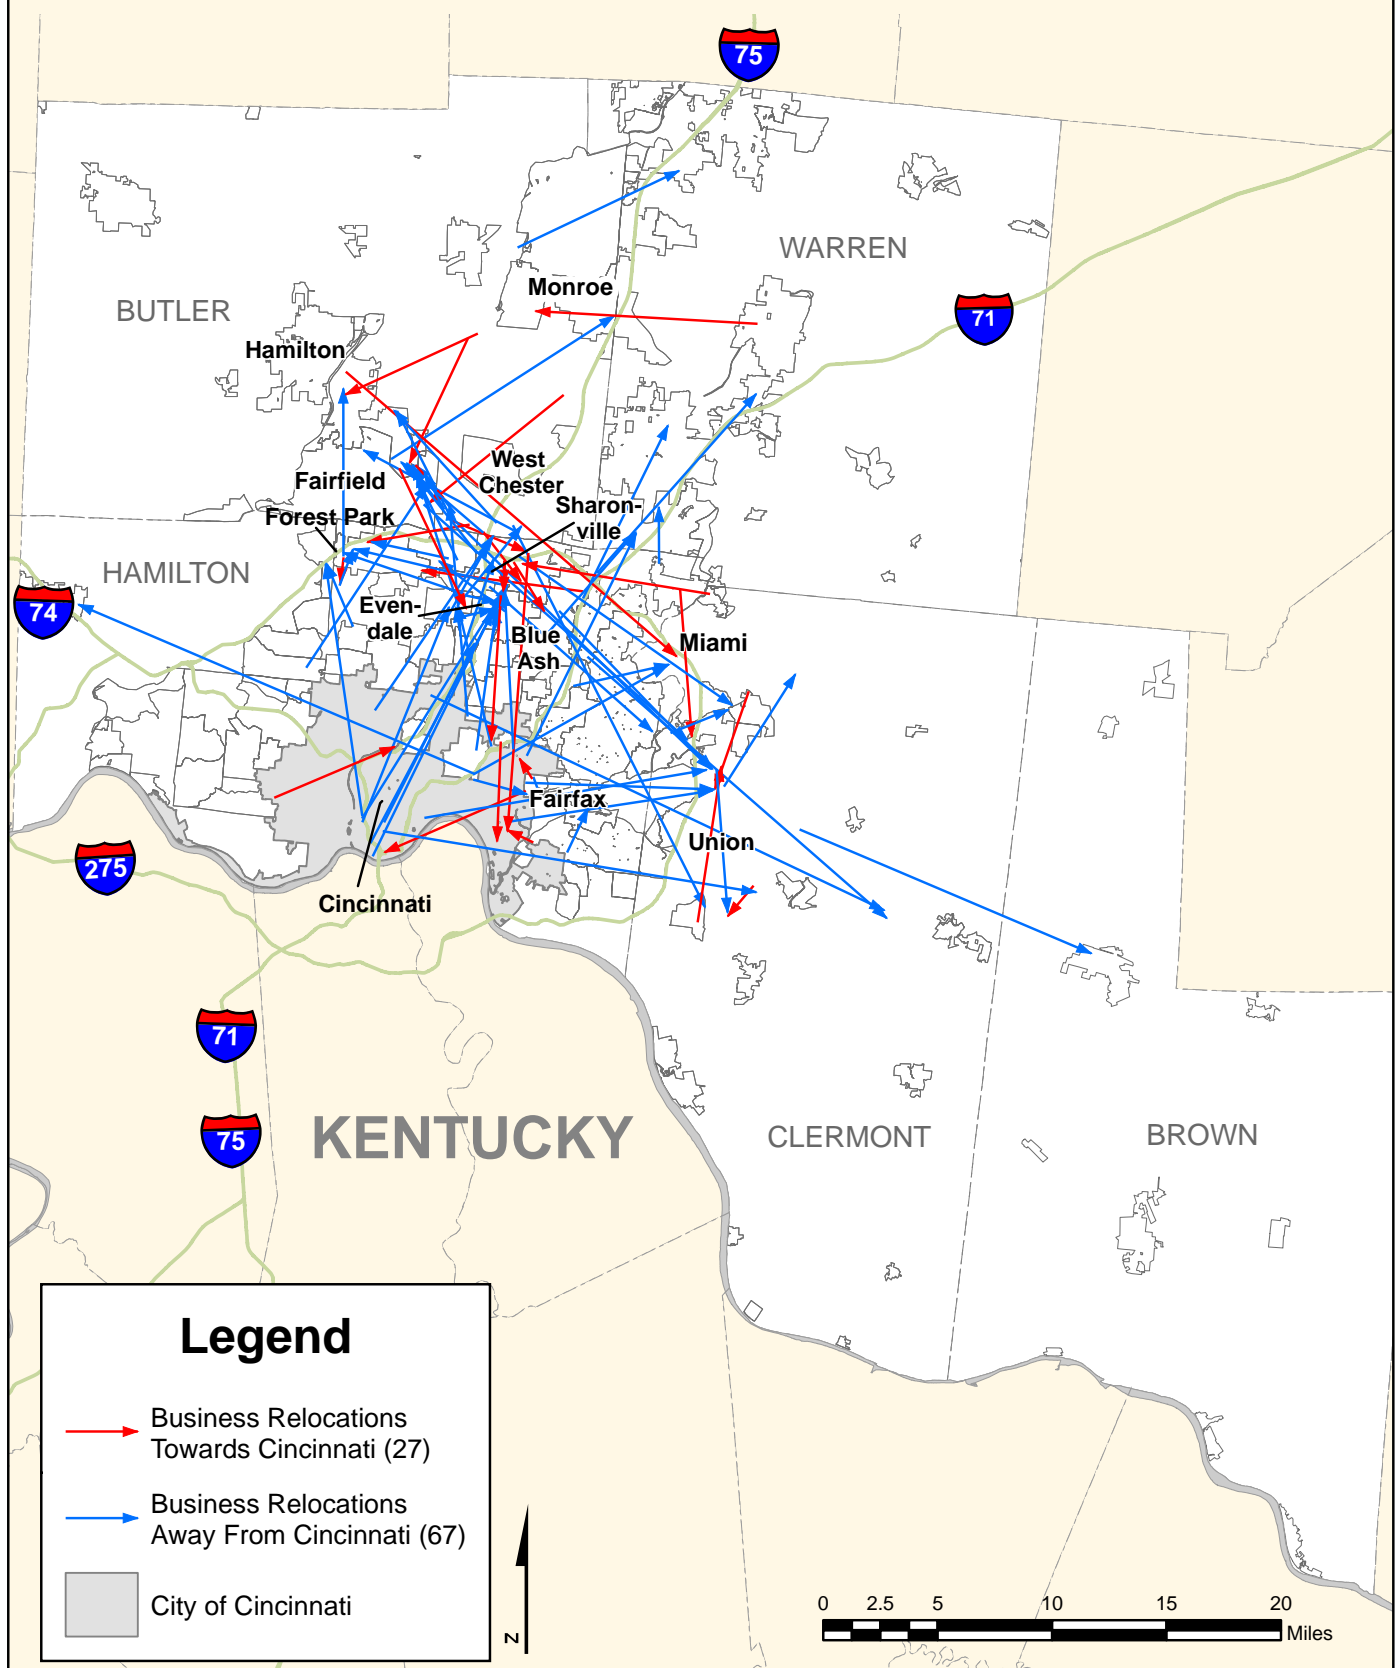 75
WARREN
Monroe
BUTLER
71
Hamilton
West
Chester
Fairfield
Sharon-
ville
Forest Park
HAMILTON
74
Even-
dale
Blue
Ash
Miami
Fairfax
Union
275
Cincinnati
71
75
KENTUCKY
CLERMONT
BROWN
Legend
Business Relocations
Towards Cincinnati (27)
Business Relocations
Away From Cincinnati (67)
City of Cincinnati
N
0 2.5 5 10 15 20
Miles